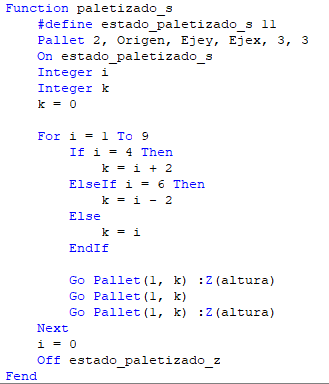 Function paletizado_s
#define estado_paletizado_s 11
Pallet 2, Origen, Ejey, Ejex, 3, 3
On estado_paletizado_s
Integer i
Integer k
k = 0
For i = 1 To 9
If i = 4 Then
k = i + 2
ElseIf i = 6 Then
k = i - 2
Else
k = i
EndIf
Go Pallet(1, k) :Z(altura)
Go Pallet(1, k)
Go Pallet(1, k) :Z(altura)
Next
i = 0
Off estado_paletizado_z
Fend